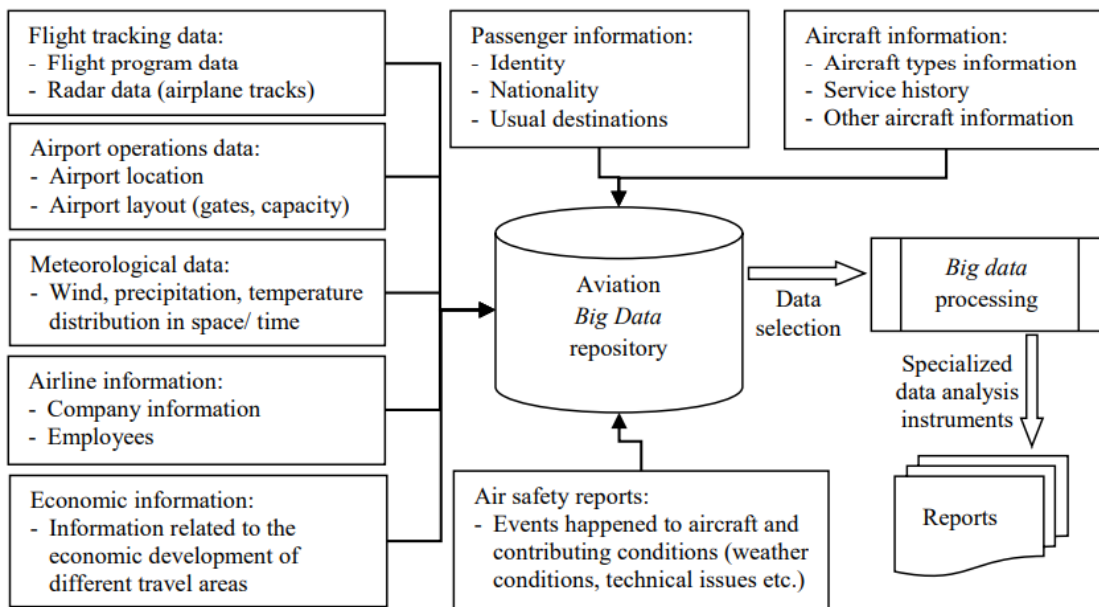 Flight tracking data:
- Flight program data
- Radar data (airplane tracks)
Airport operations data:
- Airport location
- Airport layout (gates, capacity)
Meteorological data:
- Wind, precipitation, temperature
distribution in space/ time
Airline information:
- Company information
- Employees
Economic information:
- Information related to the
economic development of
different travel areas
Passenger information:
- Identity
- Nationality
- Usual destinations
Aircraft information:
- Aircraft types information
- Service history
- Other aircraft information
Aviation
Big Data
repository
Data
selection
Big data
processing
Specialized
data analysis
instruments
Reports
Air safety reports:
- Events happened to aircraft and
contributing conditions (weather
conditions, technical issues etc.)